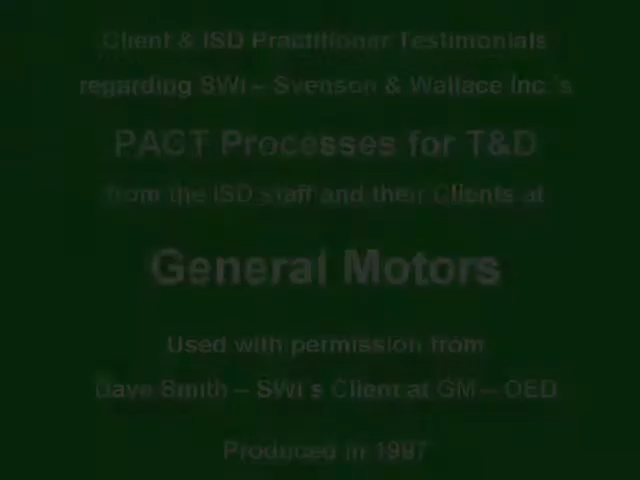 Client & ISD Practitioner Testimonials
regarding SWI – Svenson & Wallace Inc.'s
PACT Processes for T&D
from the ISD staff and their Clients at
General Motors
Used with permission from
Dave Smith – SWI's Client at GM – OED
Produced in 1997